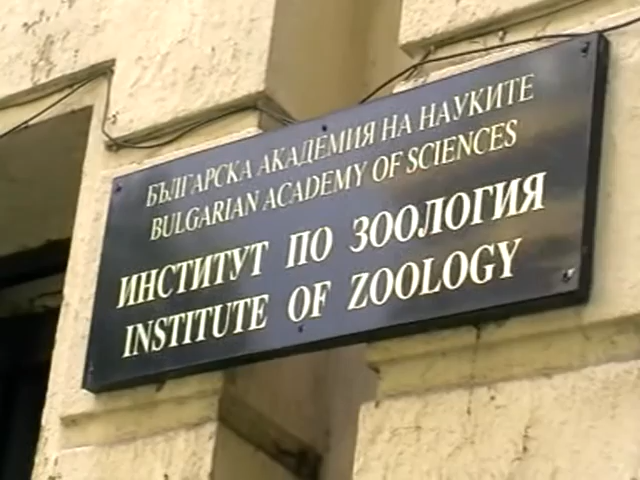 БЪЛГАРСКА АКАДЕМИЯ НА НАУКИТЕ
BULGARIAN ACADEMY OF SCIENCES
ИНСТИТУТ ПО ЗООЛОГИЯ
INSTITUTE OF ZOOLOGY